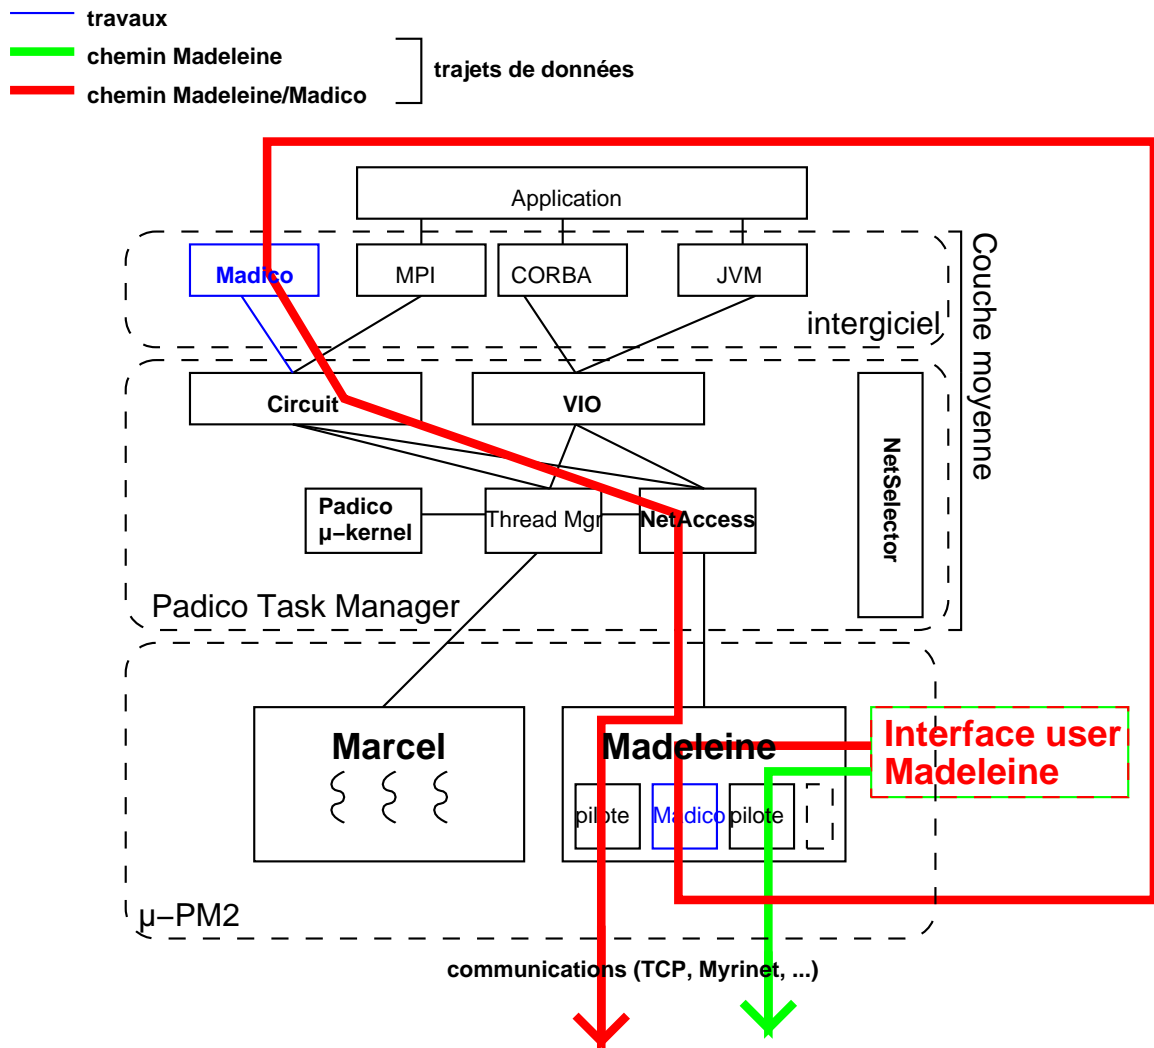 travaux
chemin Madeleine
trajets de données
chemin Madeleine/Madico
Application
Madico
MPI
CORBA
JVM
intergiciel
Couche moyenne
Circuit
VIO
NetSelector
Padico
µ−kernel
Thread Mgr
NetAccess
Padico Task Manager
Marcel
Madeleine
Interface user
Madeleine
pilote
Madico
pilote
µ−PM2
communications (TCP, Myrinet, ...)